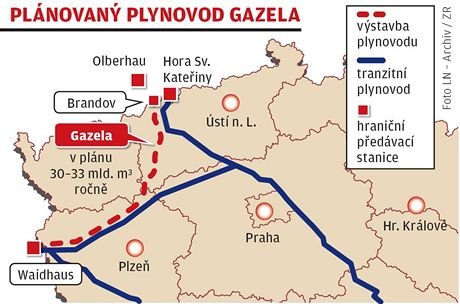 PLÁNOVANÝ PLYNOVOD GAZELA
výstavba
plynovodu
tranzitní
plynovod
hraniční
předávací
stanice
Foto LN – Archiv / ZR
Olberhau
Hora Sv.
Kateřiny
Brandov
Ústí n. L.
Gazela
v plánu
30–33 mld. m³
ročně
Praha
Hr. Králové
Plzeň
Waidhaus